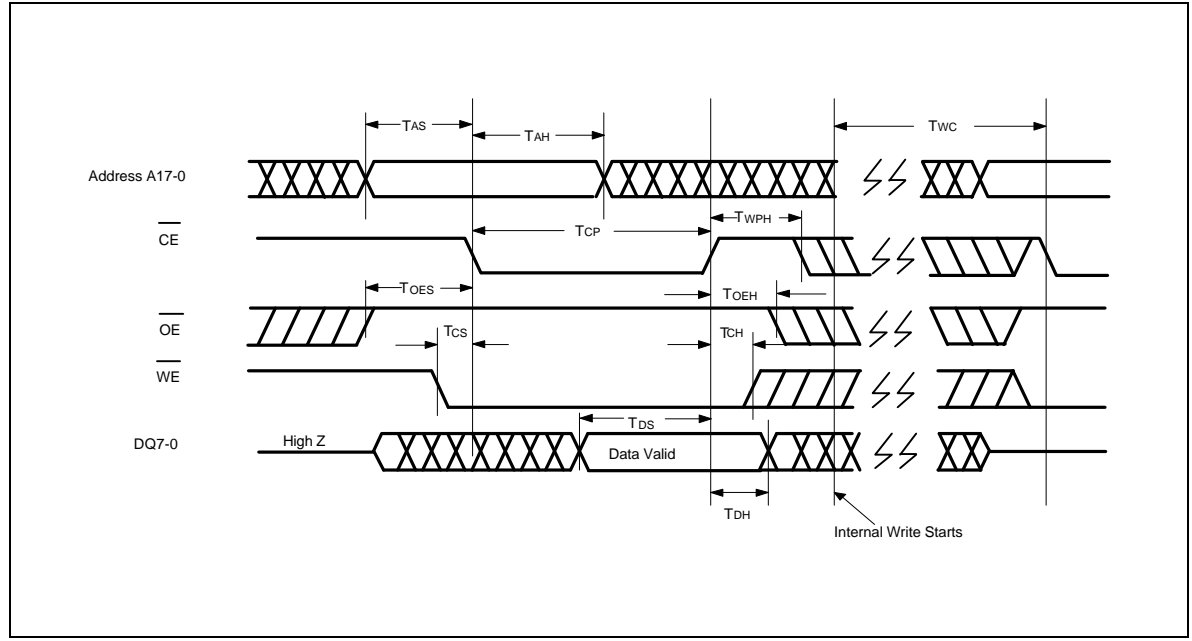 TAS
TAH
TWC
Address A17-0
TWPH
CE
TCP
TOES
TOEH
OE
TCS
TCH
WE
TDS
DQ7-0
High Z
Data Valid
TDH
Internal Write Starts